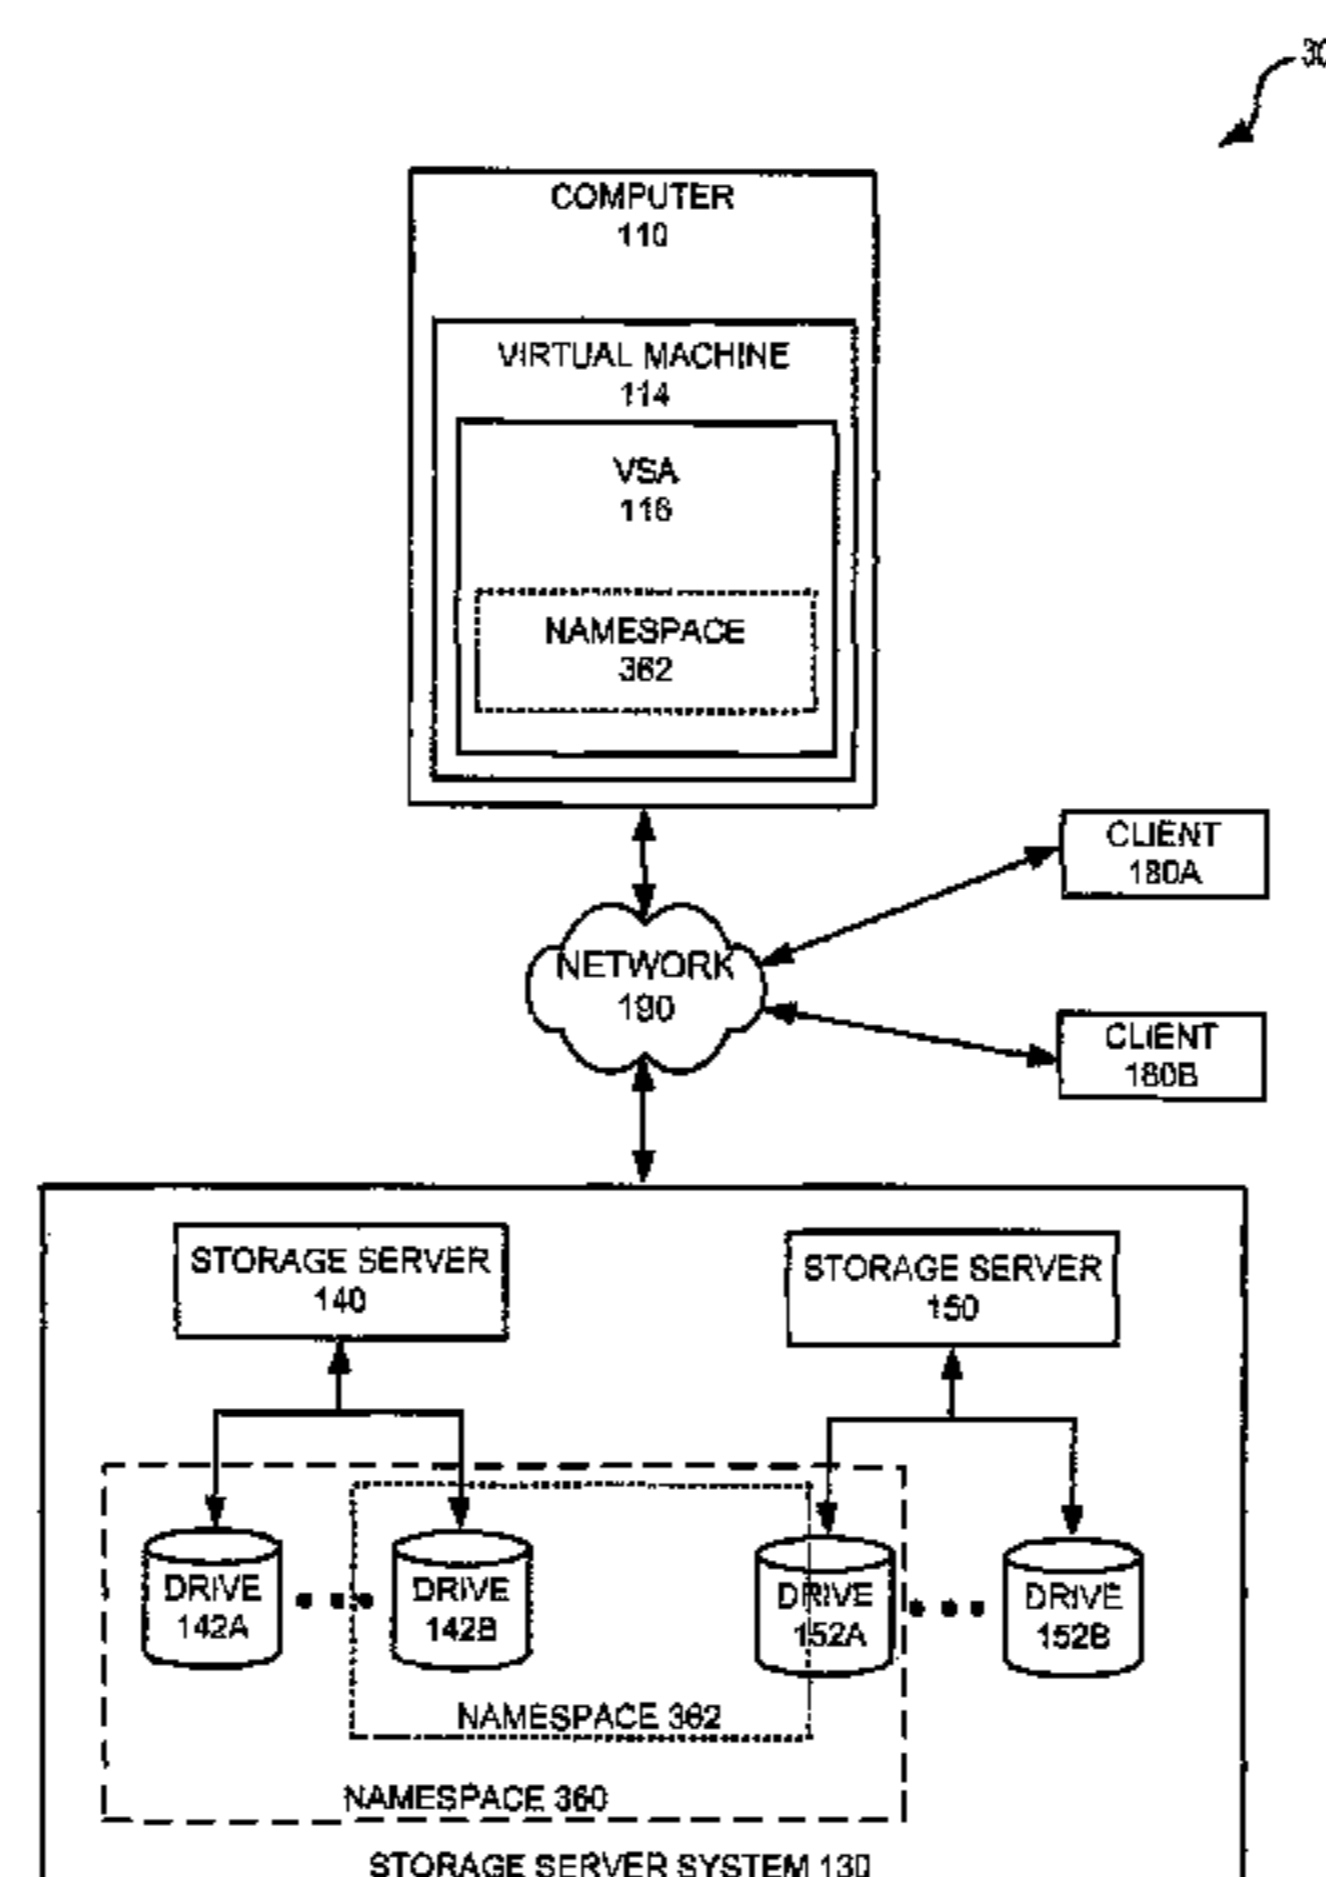 COMPUTER
110
VIRTUAL MACHINE
114
VSA
116
NAMESPACE
362
CLIENT
180A
NETWORK
190
CLIENT
180B
STORAGE SERVER
140
STORAGE SERVER
150
DRIVE
142A
DRIVE
142B
DRIVE
152A
DRIVE
152B
NAMESPACE 362
NAMESPACE 360
STORAGE SERVER SYSTEM 130